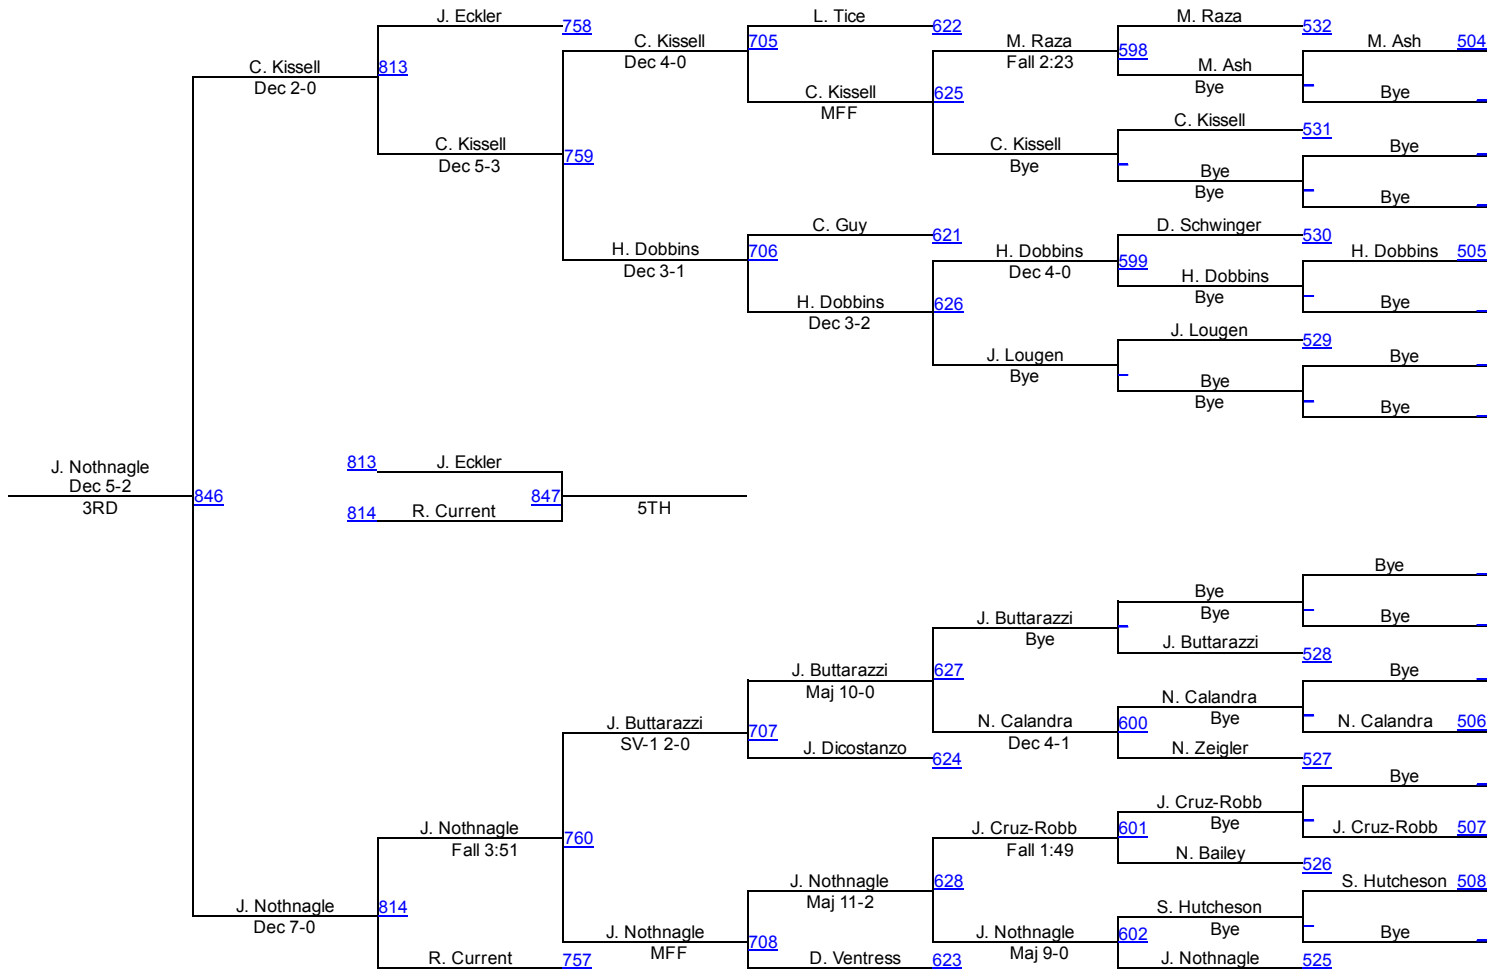 J. Eckler
758
C. Kissell
Dec 2-0
813
C. Kissell
Dec 5-3
C. Kissell
Dec 4-0
759
H. Dobbins
Dec 3-1
L. Tice
622
705
C. Kissell
MFF
C. Guy
621
706
H. Dobbins
Dec 3-2
M. Raza
Fall 2:23
625
C. Kissell
Bye
H. Dobbins
Dec 4-0
626
J. Lougen
Bye
M. Raza
532
598
M. Ash
Bye
C. Kissell
531
Bye
Bye
D. Schwinger
530
599
H. Dobbins
Bye
J. Lougen
529
Bye
Bye
M. Ash
504
Bye
Bye
Bye
H. Dobbins
505
Bye
Bye
Bye
J. Nothnagle
Dec 5-2
3RD
846
813
J. Eckler
814
R. Current
847
5TH
J. Nothnagle
Dec 7-0
814
J. Nothnagle
Fall 3:51
R. Current
757
J. Buttarazzi
SV-1 2-0
760
J. Nothnagle
MFF
J. Buttarazzi
Maj 10-0
707
J. Dicostanzo
624
J. Nothnagle
Maj 11-2
708
D. Ventress
623
J. Buttarazzi
Bye
627
N. Calandra
Dec 4-1
J. Cruz-Robb
Fall 1:49
628
J. Nothnagle
Maj 9-0
Bye
Bye
J. Buttarazzi
528
N. Calandra
Bye
600
N. Zeigler
527
J. Cruz-Robb
Bye
601
N. Bailey
526
S. Hutcheson
Bye
602
J. Nothnagle
525
Bye
Bye
Bye
N. Calandra
506
Bye
J. Cruz-Robb
507
S. Hutcheson
508
Bye